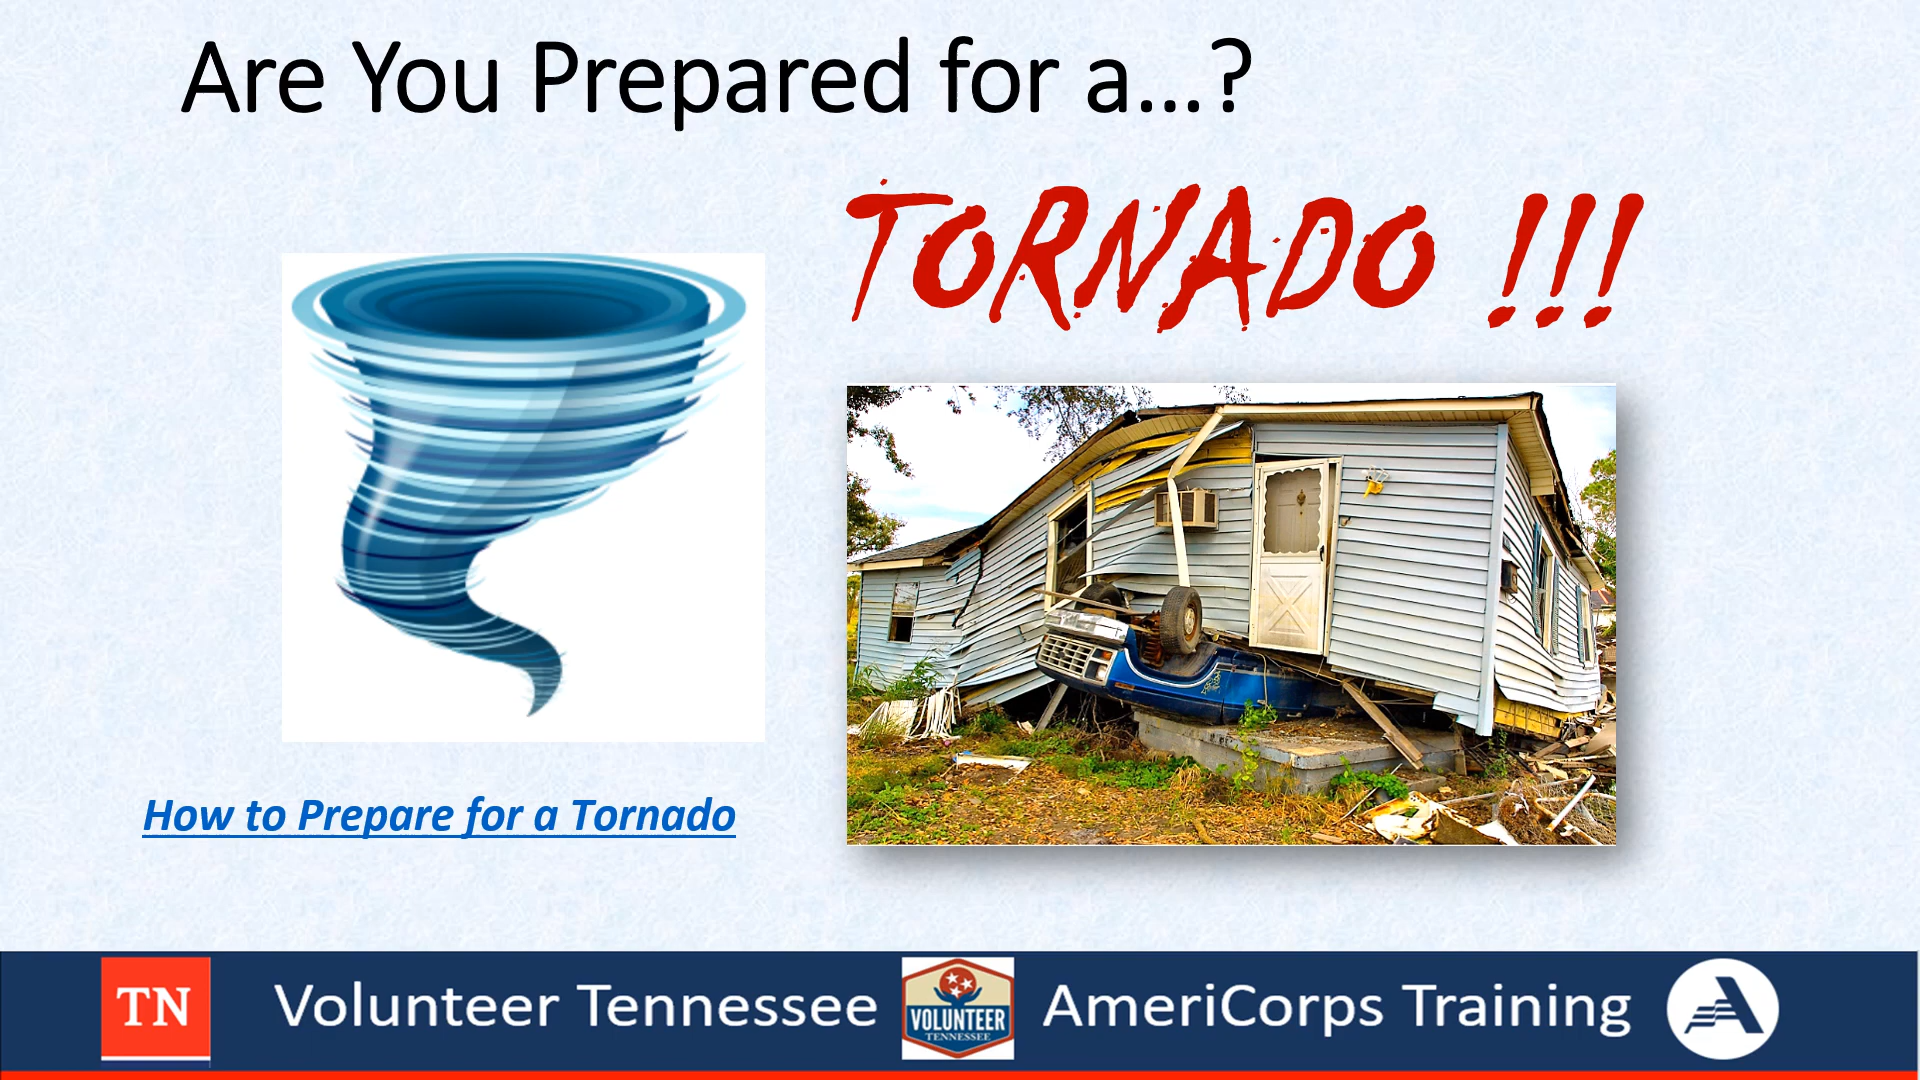 Are You Prepared for a...?
TORNADO !!!
How to Prepare for a Tornado
TN
Volunteer Tennessee
VOLUNTEER
TENNESSEE
AmeriCorps Training